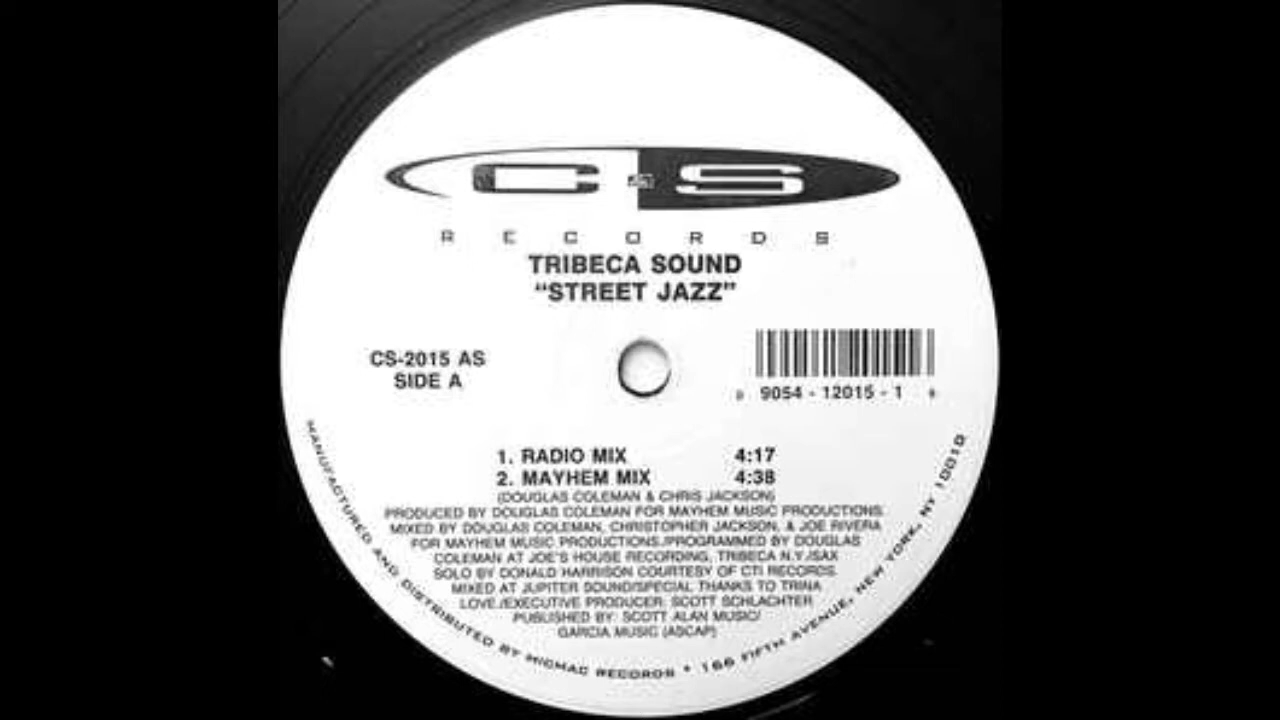 C S
RECORDS
TRIBECA SOUND
"STREET JAZZ"
CS-2015 AS
SIDE A
9054 - 12015 - 1
1. RADIO MIX 4:17
2. MAYHEM MIX 4:38
(DOUGLAS COLEMAN & CHRIS JACKSON)
PRODUCED BY DOUGLAS COLEMAN FOR MAYHEM MUSIC PRODUCTIONS.
MIXED BY DOUGLAS COLEMAN, CHRISTOPHER JACKSON, & JOE RIVERA
FOR MAYHEM MUSIC PRODUCTIONS./PROGRAMMED BY DOUGLAS
COLEMAN AT JOE'S HOUSE RECORDING, TRIBECA N.Y./SAX
SOLO BY DONALD HARRISON COURTESY OF CTI RECORDS.
MIXED AT JUPITER SOUND/SPECIAL THANKS TO TRINA
LOVE./EXECUTIVE PRODUCER: SCOTT SCHLACHTER
PUBLISHED BY: SCOTT ALAN MUSIC/
GARCIA MUSIC (ASCAP)
MANUFACTURED AND DISTRIBUTED BY MICMAC RECORDS • 166 FIFTH AVENUE, NEW YORK, NY 10010